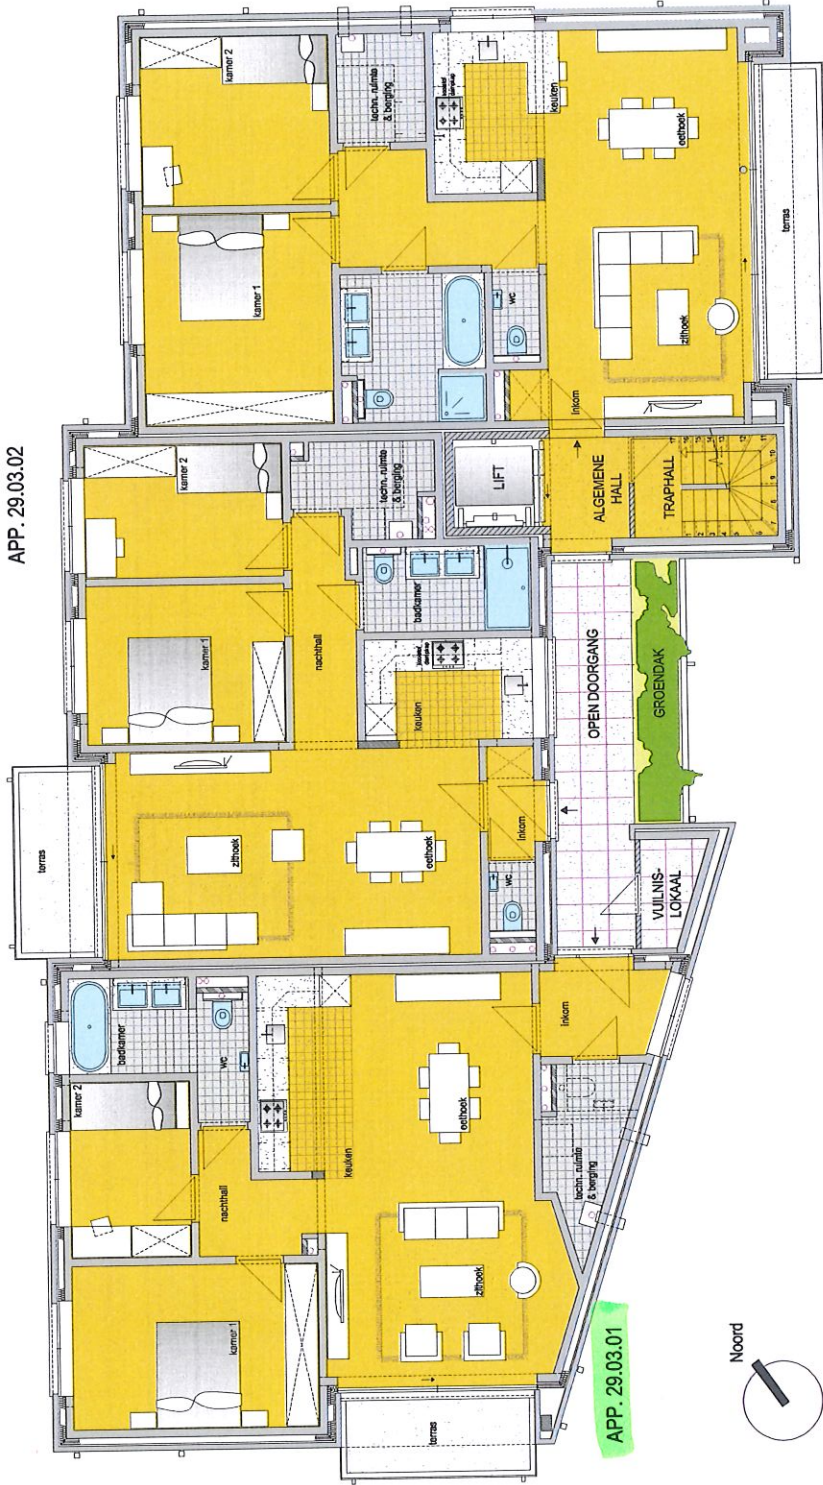 APP. 29.03.02
kamer 2
kamer 1
techn. ruimte
& berging
keuken
eethoek
zithoek
terras
wc
Inkom
LIFT
ALGEMENE
HALL
TRAPHALL
kamer 2
kamer 1
techn. ruimte
& berging
badkamer
nachthall
keuken
terras
zithoek
eethoek
wc
Inkom
OPEN DOORGANG
GROENDAK
VUILNIS-
LOKAAL
badkamer
wc
kamer 2
kamer 1
nachthall
keuken
eethoek
zithoek
Inkom
techn. ruimte
& berging
terras
APP. 29.03.01
Noord